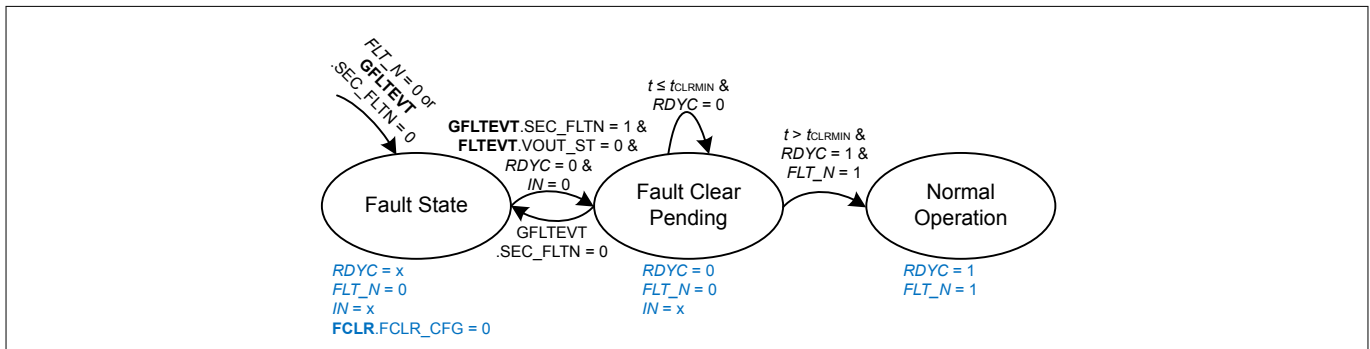 FLT_N = 0 or
GFLTEVT
.SEC_FLTN = 0
GFLTEVT.SEC_FLTN = 1 &
FLTEVT.VOUT_ST = 0 &
RDYC = 0 &
IN = 0
t ≤ tCLRMIN &
RDYC = 0
t > tCLRMIN &
RDYC = 1 &
FLT_N = 1
Fault State
Fault Clear
Pending
Normal
Operation
GFLTEVT
.SEC_FLTN = 0
RDYC = x
FLT_N = 0
IN = x
FCLR.FCLR_CFG = 0
RDYC = 0
FLT_N = 0
IN = x
RDYC = 1
FLT_N = 1